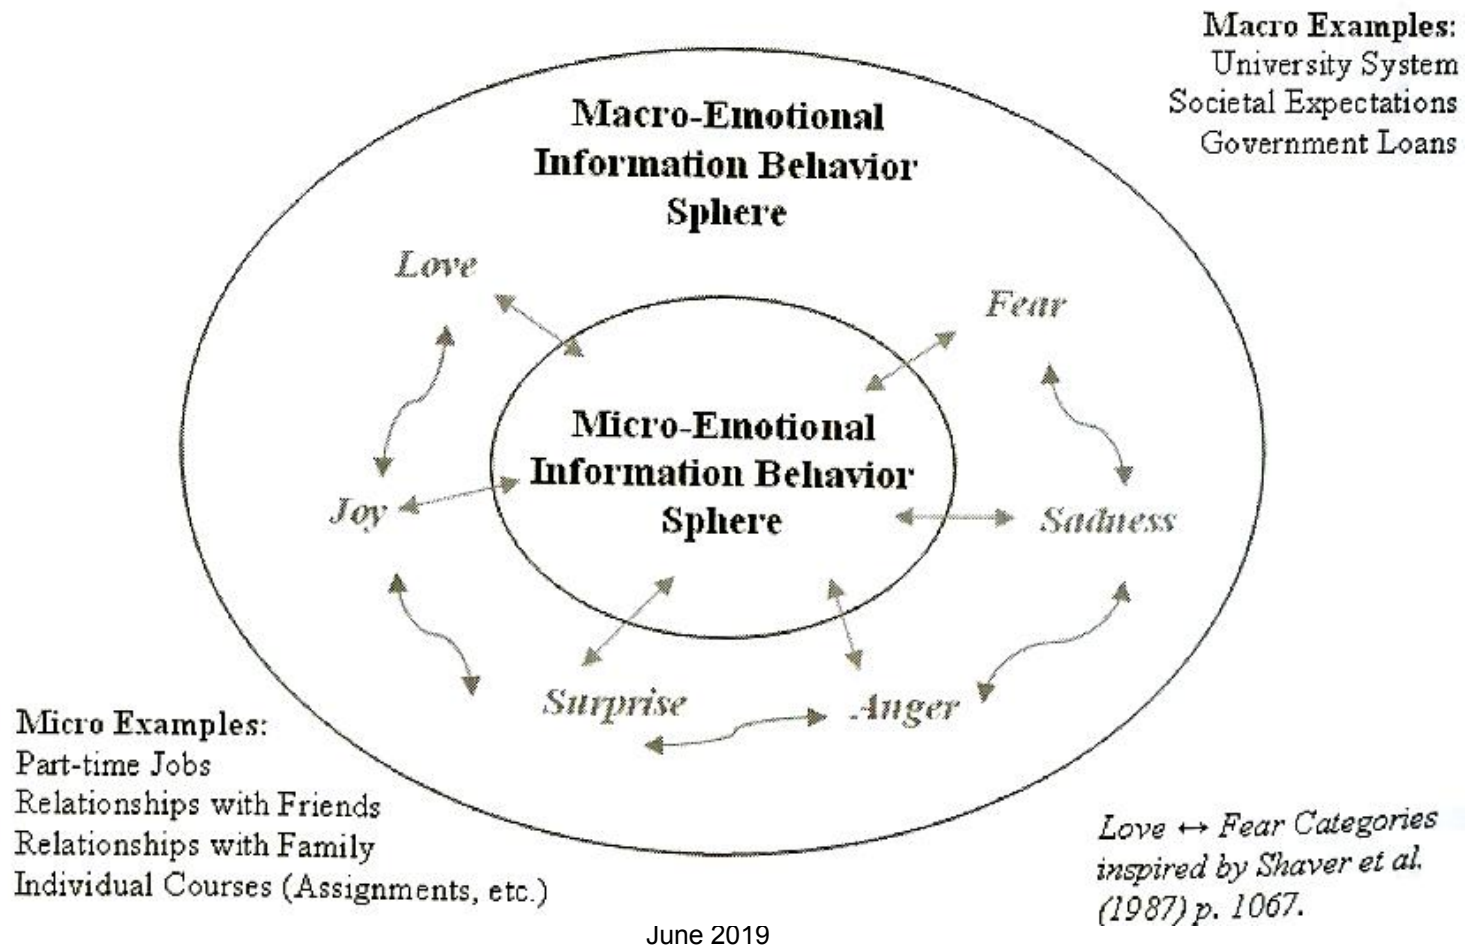 Macro Examples:
University System
Societal Expectations
Government Loans
Macro-Emotional
Information Behavior
Sphere
Love
Fear
Micro-Emotional
Information Behavior
Sphere
Joy
Sadness
Surprise
Anger
Micro Examples:
Part-time Jobs
Relationships with Friends
Relationships with Family
Individual Courses (Assignments, etc.)
Love ↔ Fear Categories
inspired by Shaver et al.
(1987) p. 1067.
June 2019